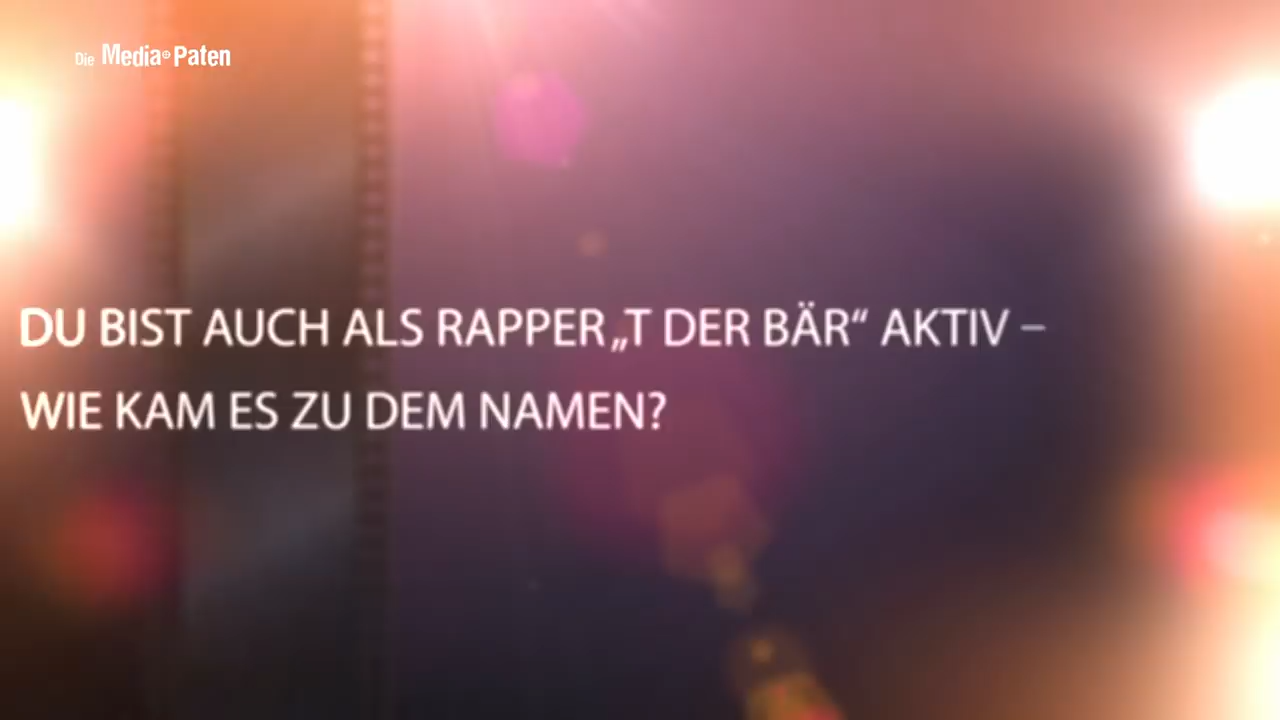 Die Media Paten
DU BIST AUCH ALS RAPPER „T DER BÄR“ AKTIV –
WIE KAM ES ZU DEM NAMEN?